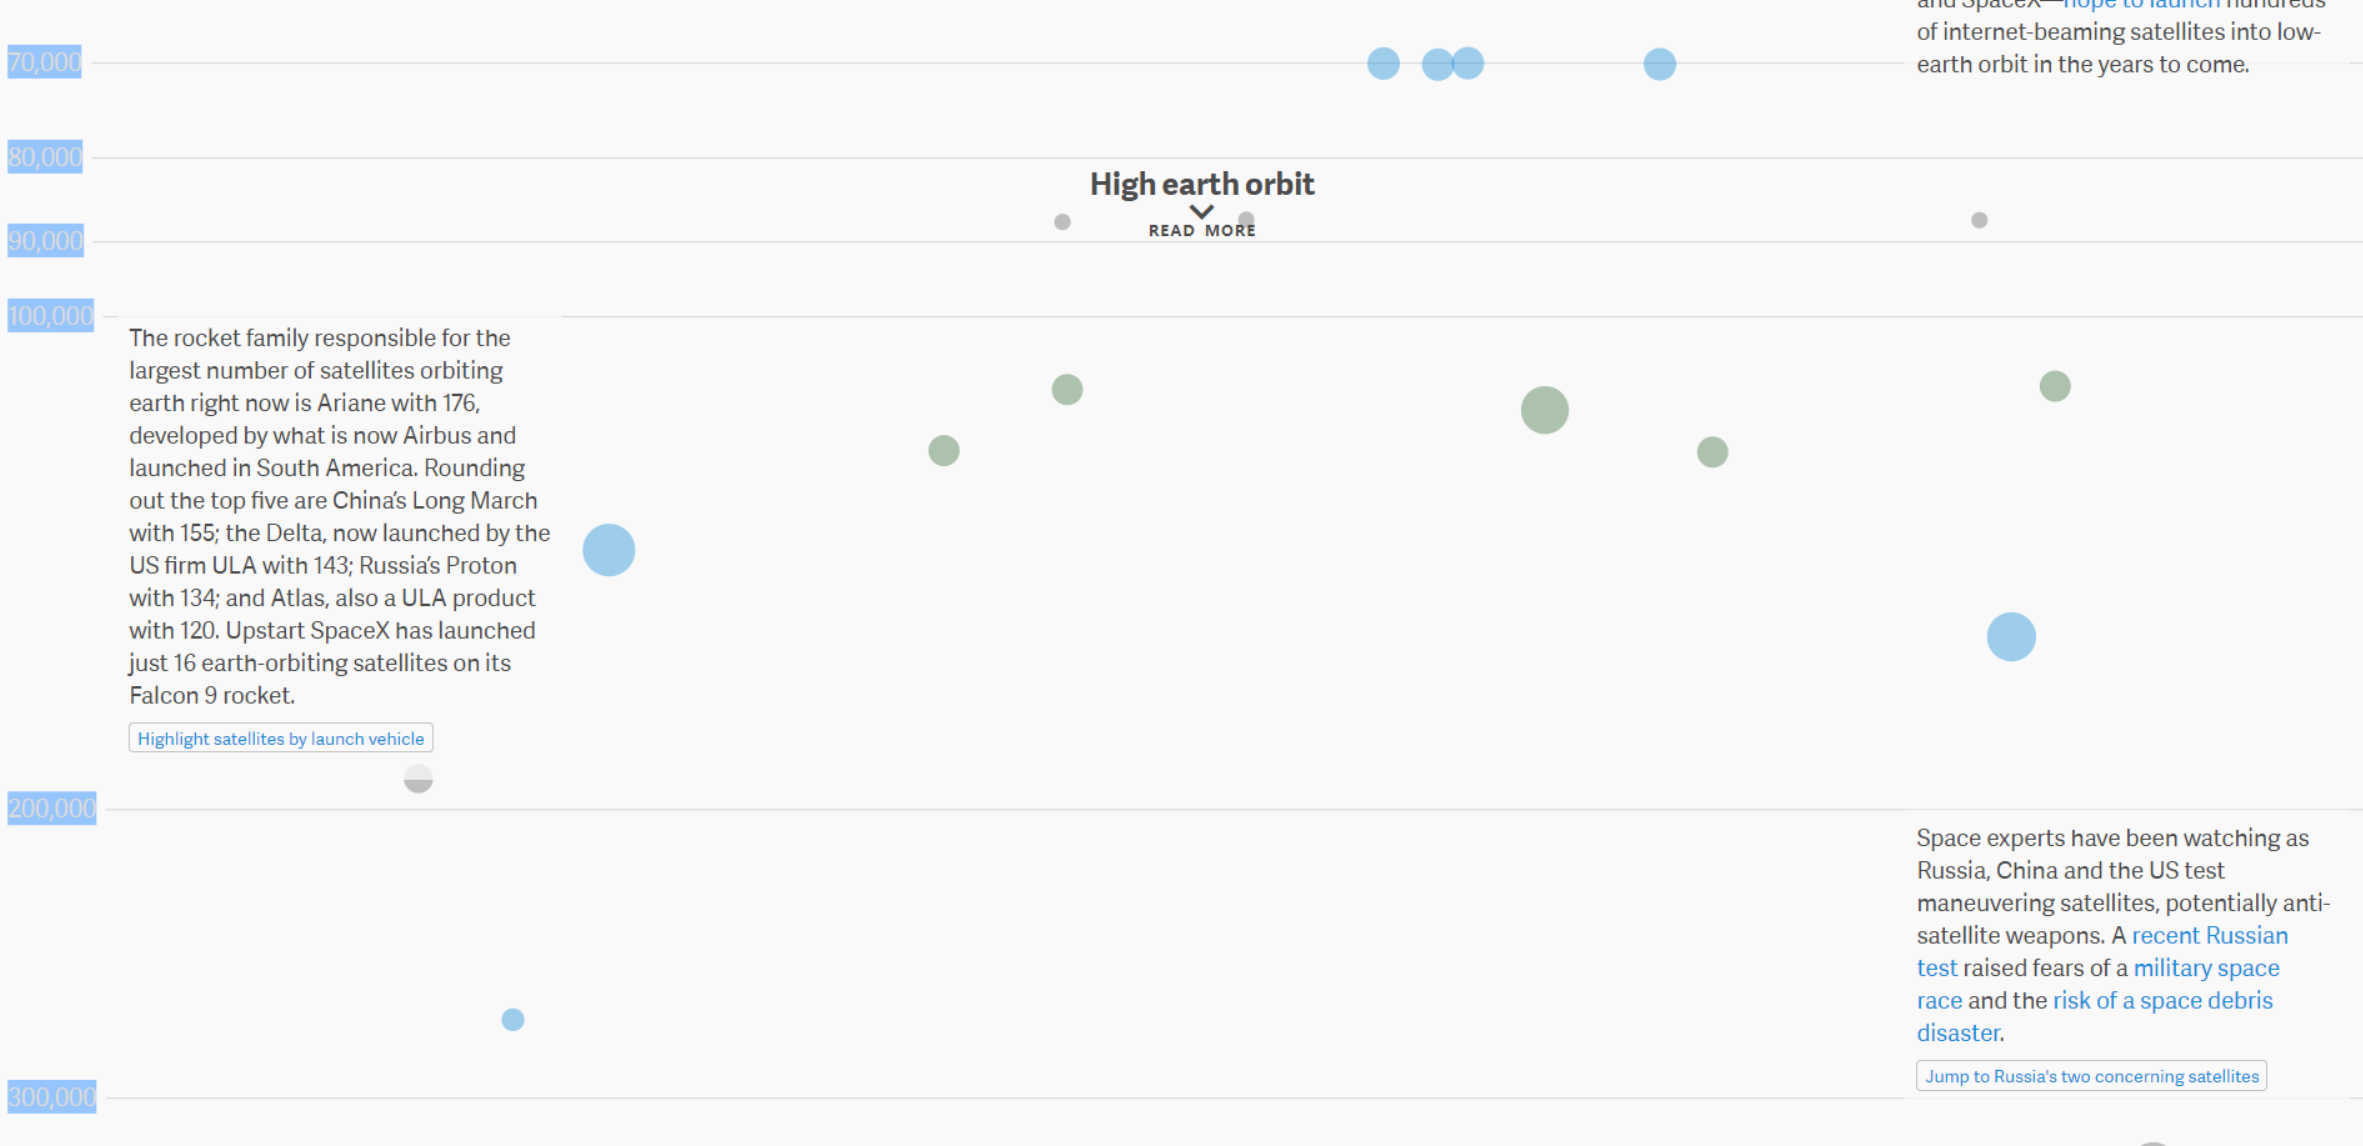 and SpaceX—hope to launch hundreds
of internet-beaming satellites into low-
earth orbit in the years to come.
70,000
80,000
High earth orbit
READ MORE
90,000
100,000
The rocket family responsible for the
largest number of satellites orbiting
earth right now is Ariane with 176,
developed by what is now Airbus and
launched in South America. Rounding
out the top five are China’s Long March
with 155; the Delta, now launched by the
US firm ULA with 143; Russia’s Proton
with 134; and Atlas, also a ULA product
with 120. Upstart SpaceX has launched
just 16 earth-orbiting satellites on its
Falcon 9 rocket.
Highlight satellites by launch vehicle
200,000
Space experts have been watching as
Russia, China and the US test
maneuvering satellites, potentially anti-
satellite weapons. A recent Russian
test raised fears of a military space
race and the risk of a space debris
disaster.
Jump to Russia's two concerning satellites
300,000